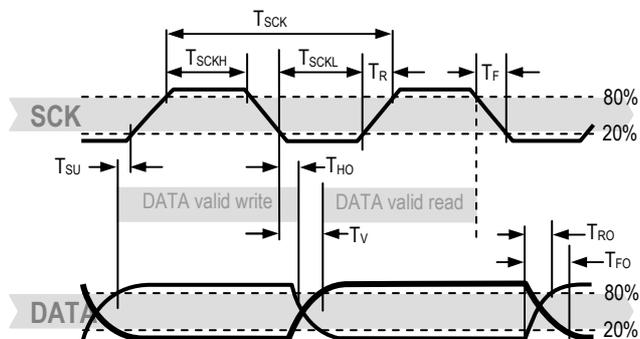 TSCK
TSCKH TSCKL TR TF
80%
SCK
20%
TSU THO
DATA valid write DATA valid read
TV TRO
TFO
80%
DATA
20%